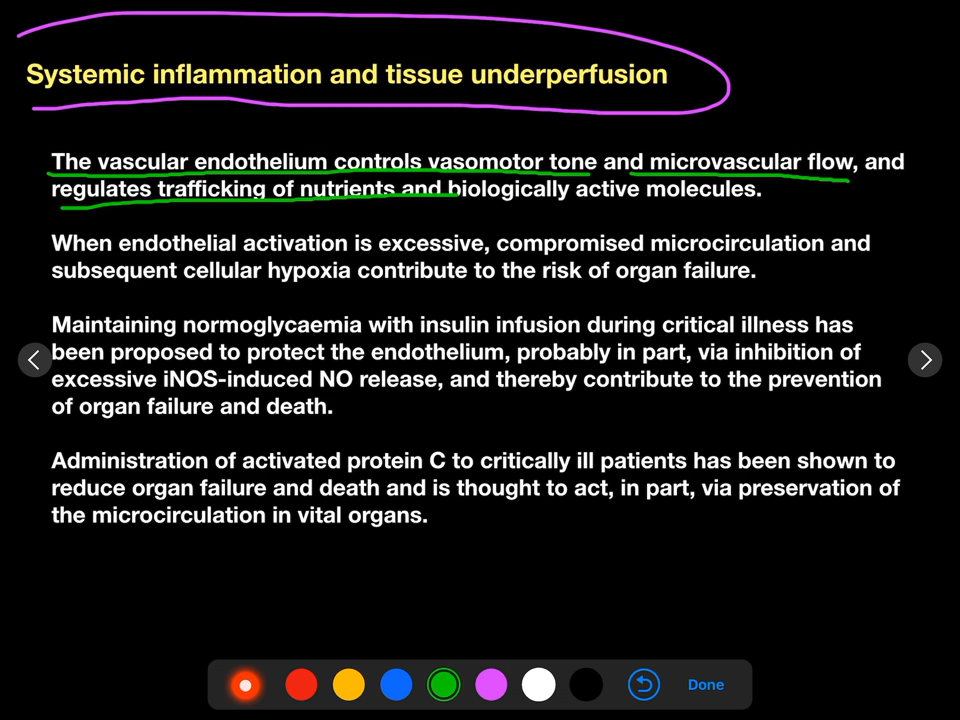 Systemic inflammation and tissue underperfusion
The vascular endothelium controls vasomotor tone and microvascular flow, and
regulates trafficking of nutrients and biologically active molecules.
When endothelial activation is excessive, compromised microcirculation and
subsequent cellular hypoxia contribute to the risk of organ failure.
Maintaining normoglycaemia with insulin infusion during critical illness has
been proposed to protect the endothelium, probably in part, via inhibition of
excessive iNOS-induced NO release, and thereby contribute to the prevention
of organ failure and death.
Administration of activated protein C to critically ill patients has been shown to
reduce organ failure and death and is thought to act, in part, via preservation of
the microcirculation in vital organs.
Done